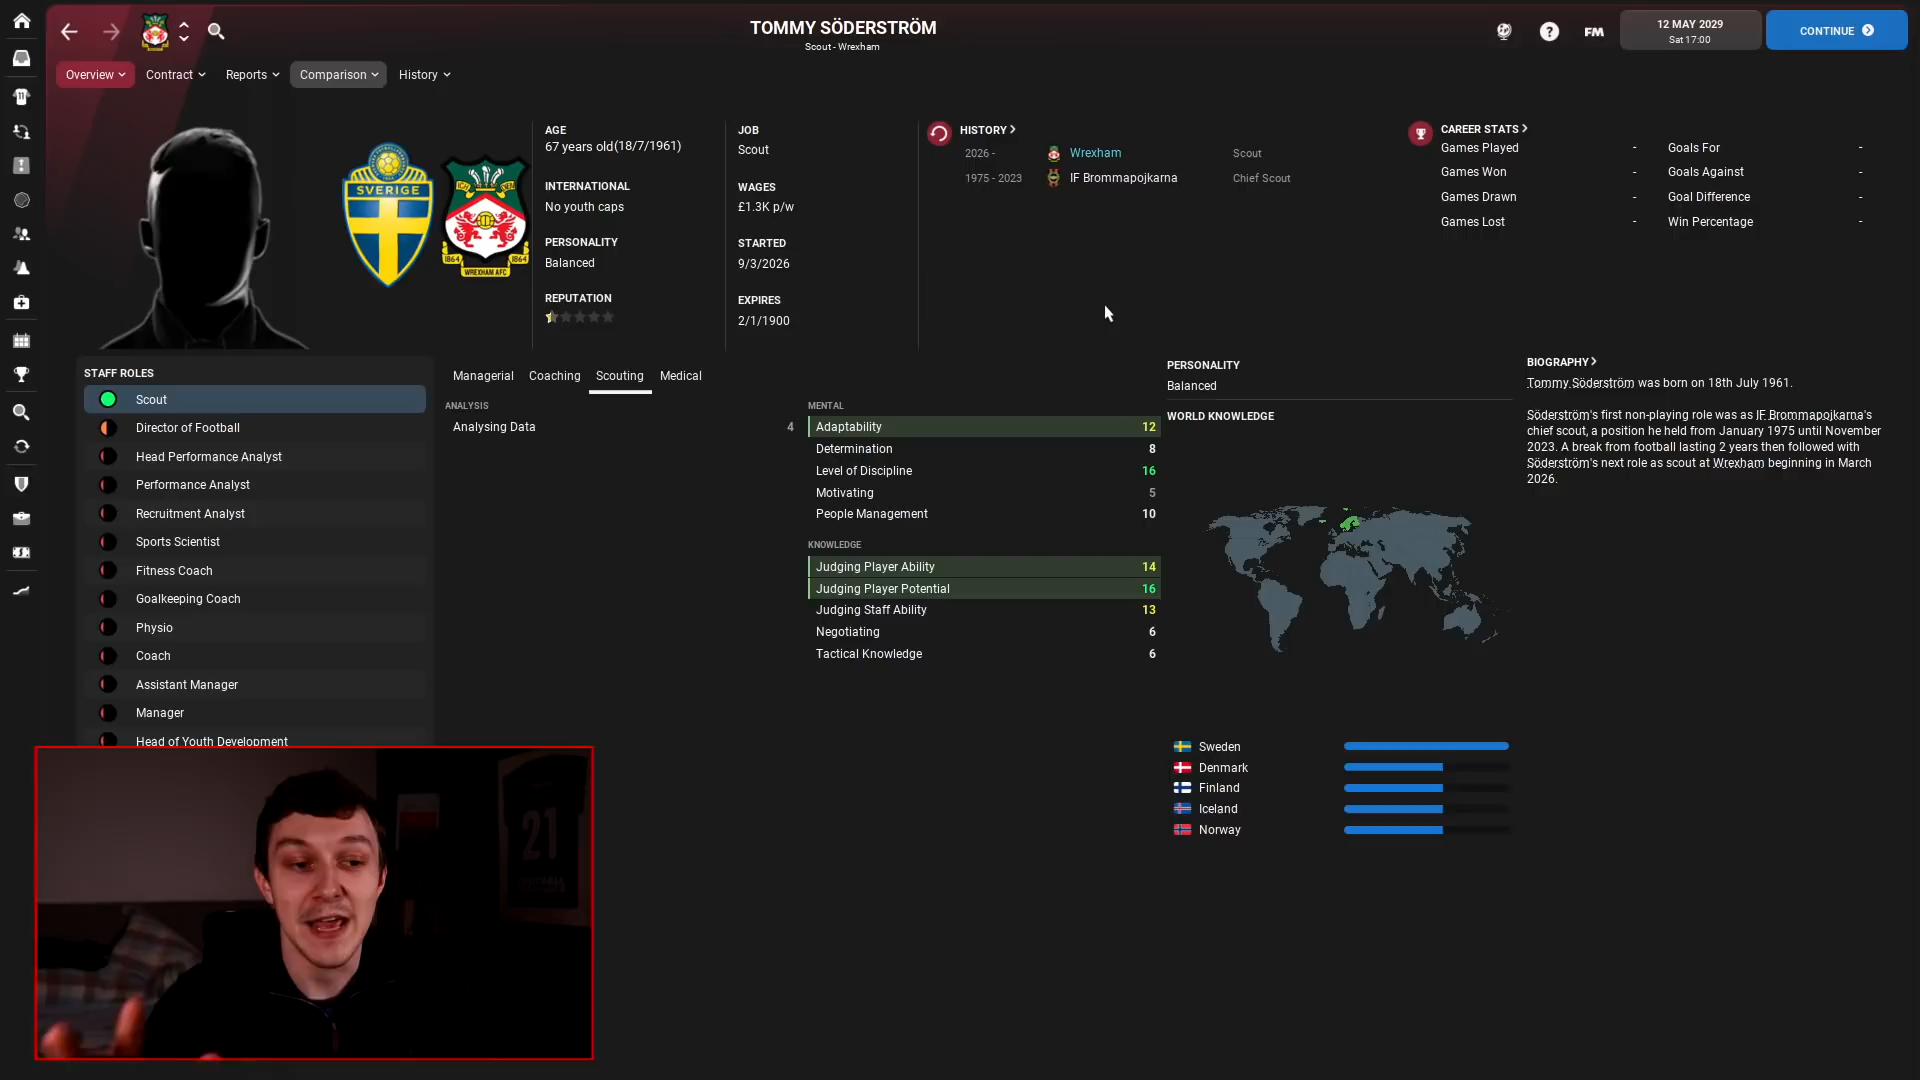 TOMMY SÖDERSTRÖM
Scout - Wrexham
FM
12 MAY 2029
Sat 17:00
CONTINUE
Overview
Contract
Reports
Comparison
History
SVERIGE
1864
1864
WREXHAM AFC
AGE
67 years old(18/7/1961)
INTERNATIONAL
No youth caps
PERSONALITY
Balanced
REPUTATION
JOB
Scout
WAGES
£1.3K p/w
STARTED
9/3/2026
EXPIRES
2/1/1900
HISTORY
2026 - Wrexham Scout
1975 - 2023 IF Brommapojkarna Chief Scout
CAREER STATS
Games Played - Goals For -
Games Won - Goals Against -
Games Drawn - Goal Difference -
Games Lost - Win Percentage -
STAFF ROLES
Scout
Director of Football
Head Performance Analyst
Performance Analyst
Recruitment Analyst
Sports Scientist
Fitness Coach
Goalkeeping Coach
Physio
Coach
Assistant Manager
Manager
Head of Youth Development
Managerial
Coaching
Scouting
Medical
ANALYSIS
Analysing Data 4
MENTAL
Adaptability 12
Determination 8
Level of Discipline 16
Motivating 5
People Management 10
KNOWLEDGE
Judging Player Ability 14
Judging Player Potential 16
Judging Staff Ability 13
Negotiating 6
Tactical Knowledge 6
PERSONALITY
Balanced
WORLD KNOWLEDGE
Sweden
Denmark
Finland
Iceland
Norway
BIOGRAPHY
Tommy Söderström was born on 18th July 1961.
Söderström's first non-playing role was as IF Brommapojkarna's
chief scout, a position he held from January 1975 until November
2023. A break from football lasting 2 years then followed with
Söderström's next role as scout at Wrexham beginning in March
2026.
21